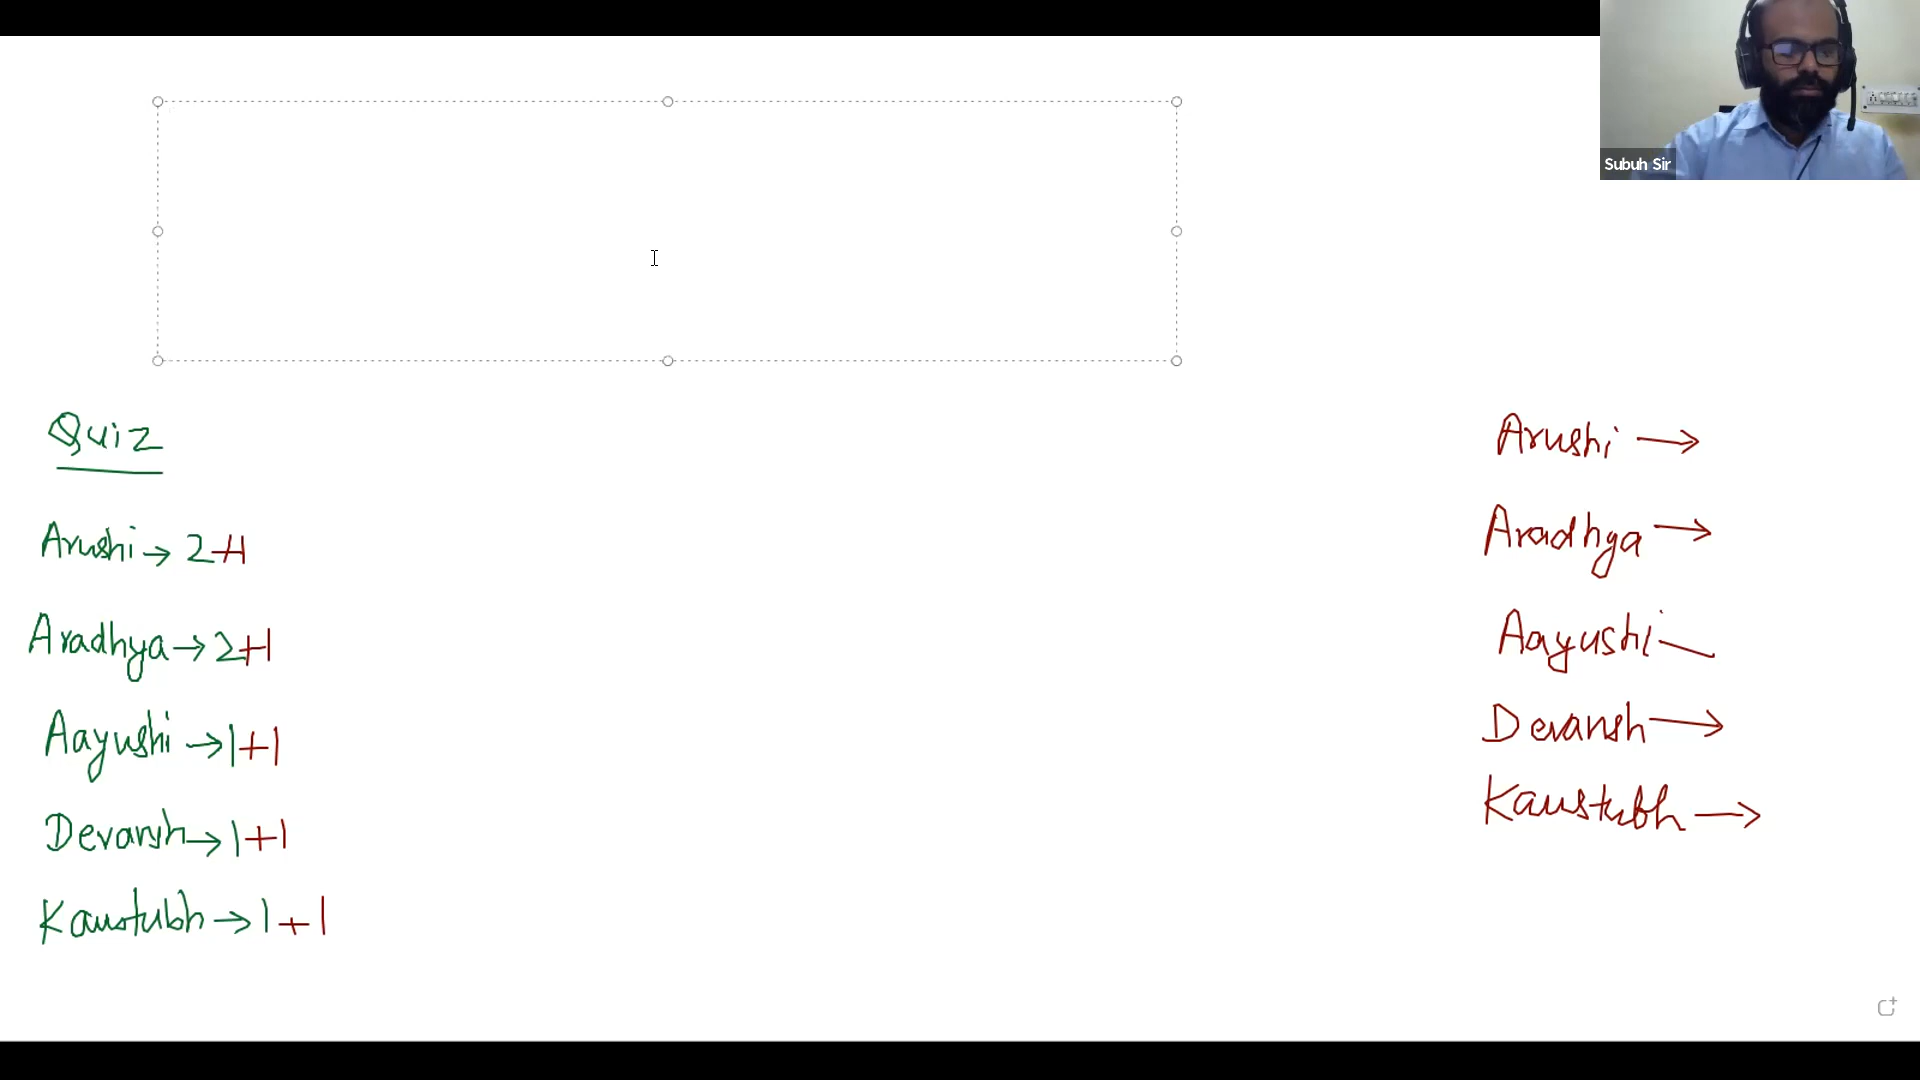 Subuh Sir
Quiz
Arushi → 2+1
Aradhya → 2+1
Aayushi → 1+1
Devansh → 1+1
Kaustubh → 1+1
Arushi →
Aradhya →
Aayushi —
Devansh →
Kaustubh →